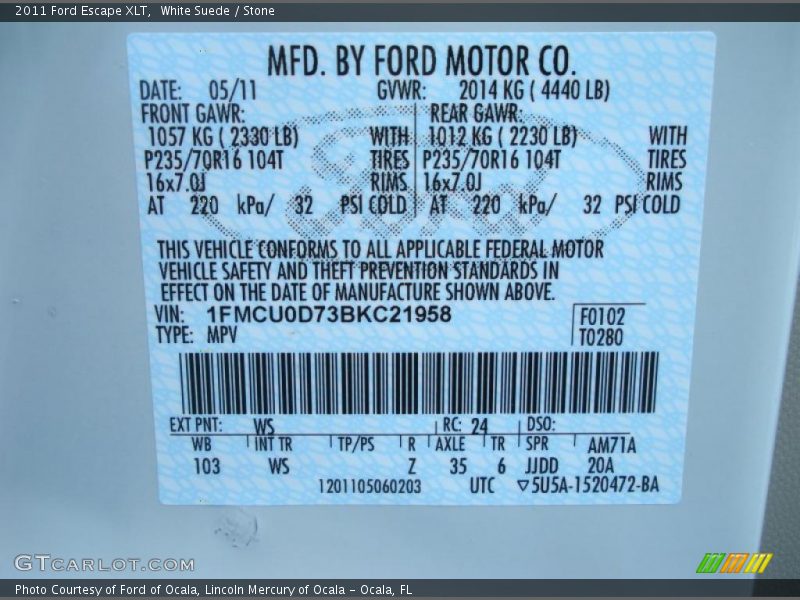 2011 Ford Escape XLT, White Suede / Stone
MFD. BY FORD MOTOR CO.
DATE: 05/11 GVWR: 2014 KG ( 4440 LB)
FRONT GAWR: REAR GAWR:
1057 KG ( 2330 LB) WITH 1012 KG ( 2230 LB) WITH
P235/70R16 104T TIRES P235/70R16 104T TIRES
16x7.0J RIMS 16x7.0J RIMS
AT 220 kPa/ 32 PSI COLD AT 220 kPa/ 32 PSI COLD
THIS VEHICLE CONFORMS TO ALL APPLICABLE FEDERAL MOTOR
VEHICLE SAFETY AND THEFT PREVENTION STANDARDS IN
EFFECT ON THE DATE OF MANUFACTURE SHOWN ABOVE.
VIN: 1FMCU0D73BKC21958 F0102
TYPE: MPV T0280
EXT PNT: WS RC: 24 DSO:
WB INT TR TP/PS R AXLE TR SPR AM71A
103 WS Z 35 6 JJDD 20A
1201105060203 UTC ▽5U5A-1520472-BA
GTCARLOT.COM
Photo Courtesy of Ford of Ocala, Lincoln Mercury of Ocala - Ocala, FL